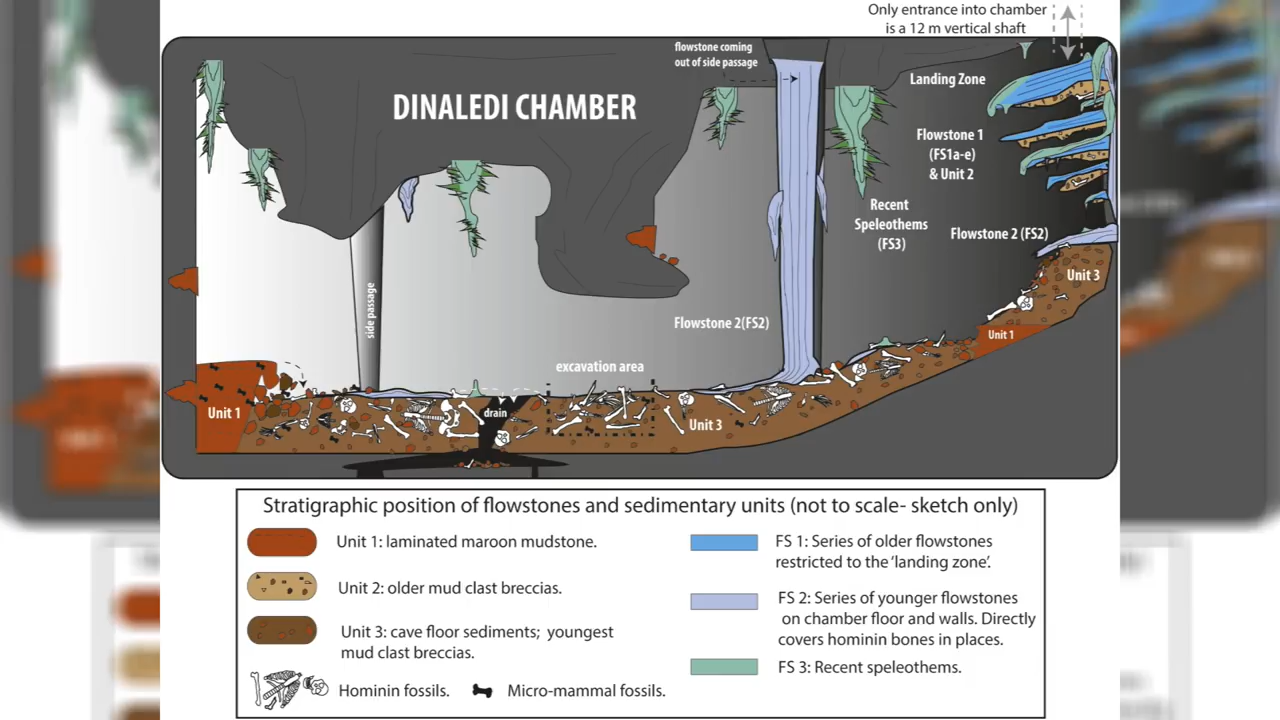 Only entrance into chamber
is a 12 m vertical shaft
flowstone coming
out of side passage
DINALEDI CHAMBER
Landing Zone
Flowstone 1
(FS1a-e)
& Unit 2
Recent
Speleothems
(FS3)
Flowstone 2 (FS2)
Unit 3
side passage
Flowstone 2(FS2)
Unit 1
excavation area
Unit 1
drain
Unit 3
Stratigraphic position of flowstones and sedimentary units (not to scale- sketch only)
Unit 1: laminated maroon mudstone.
Unit 2: older mud clast breccias.
Unit 3: cave floor sediments; youngest
mud clast breccias.
Hominin fossils.
Micro-mammal fossils.
FS 1: Series of older flowstones
restricted to the 'landing zone'.
FS 2: Series of younger flowstones
on chamber floor and walls. Directly
covers hominin bones in places.
FS 3: Recent speleothems.